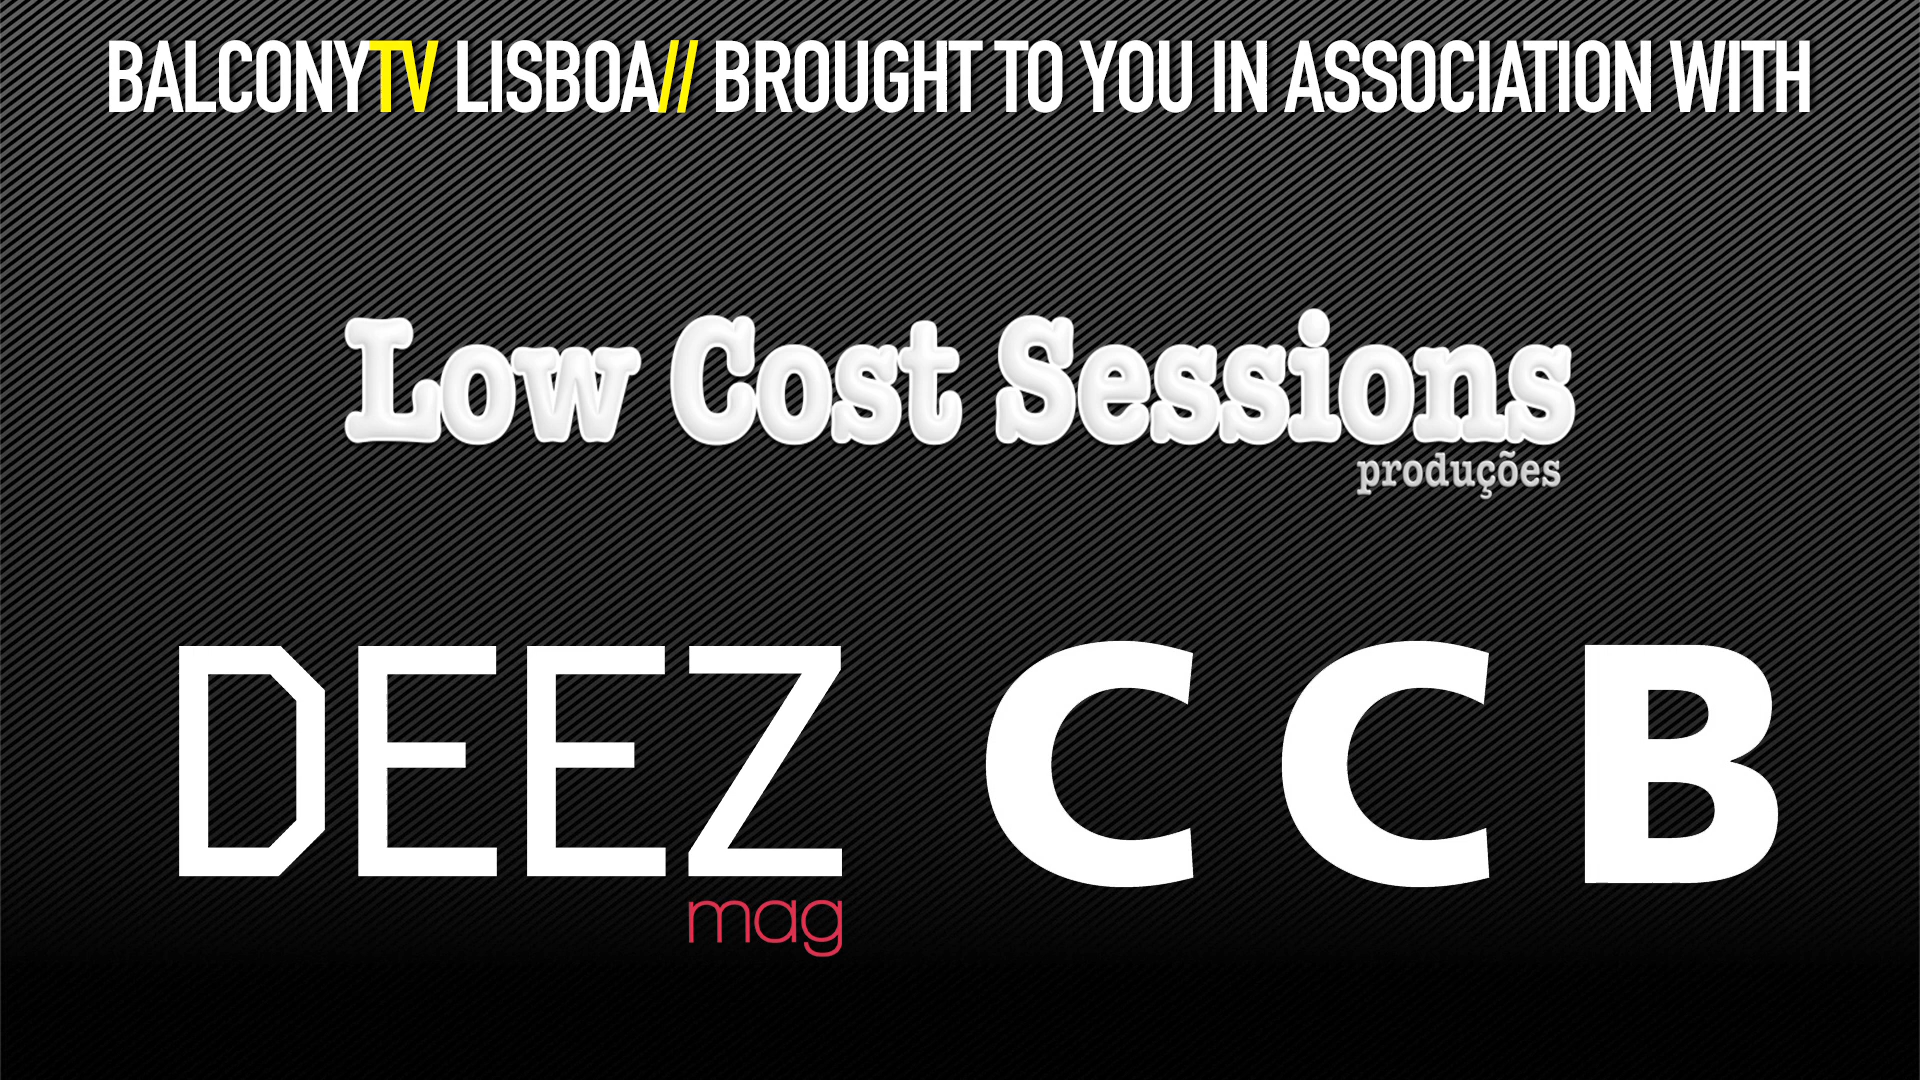 BALCONYTV LISBOA// BROUGHT TO YOU IN ASSOCIATION WITH
Low Cost Sessions
produções
DEEZ
mag
CCB